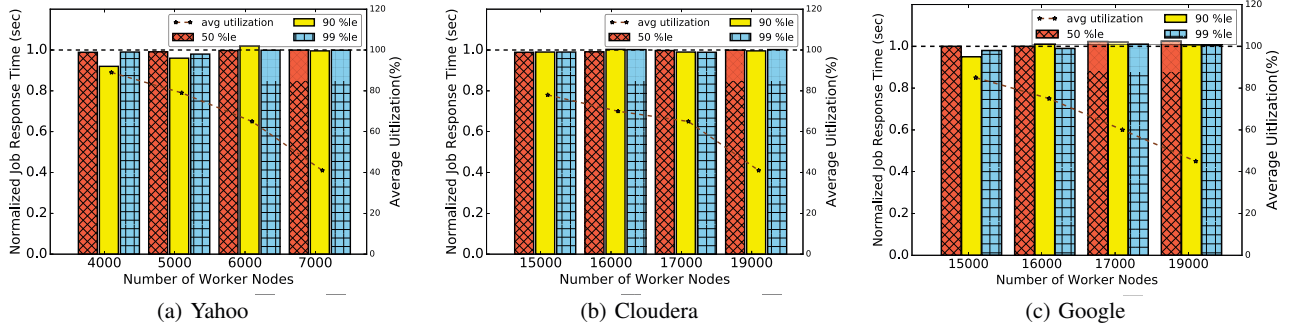 Normalized Job Response Time (sec)
1.0
0.8
0.6
0.4
0.2
0.0
avg utilization
50 %le
90 %le
99 %le
120
100
80
60
40
20
0
Average Uitlization(%)
4000 5000 6000 7000
Number of Worker Nodes
(a) Yahoo
Normalized Job Response Time (sec)
1.0
0.8
0.6
0.4
0.2
0.0
avg utilization
50 %le
90 %le
99 %le
120
100
80
60
40
20
0
Average Uitlization(%)
15000 16000 17000 19000
Number of Worker Nodes
(b) Cloudera
Normalized Job Response Time (sec)
1.0
0.8
0.6
0.4
0.2
0.0
avg utilization
50 %le
90 %le
99 %le
120
100
80
60
40
20
0
Average Uitlization(%)
15000 16000 17000 19000
Number of Worker Nodes
(c) Google